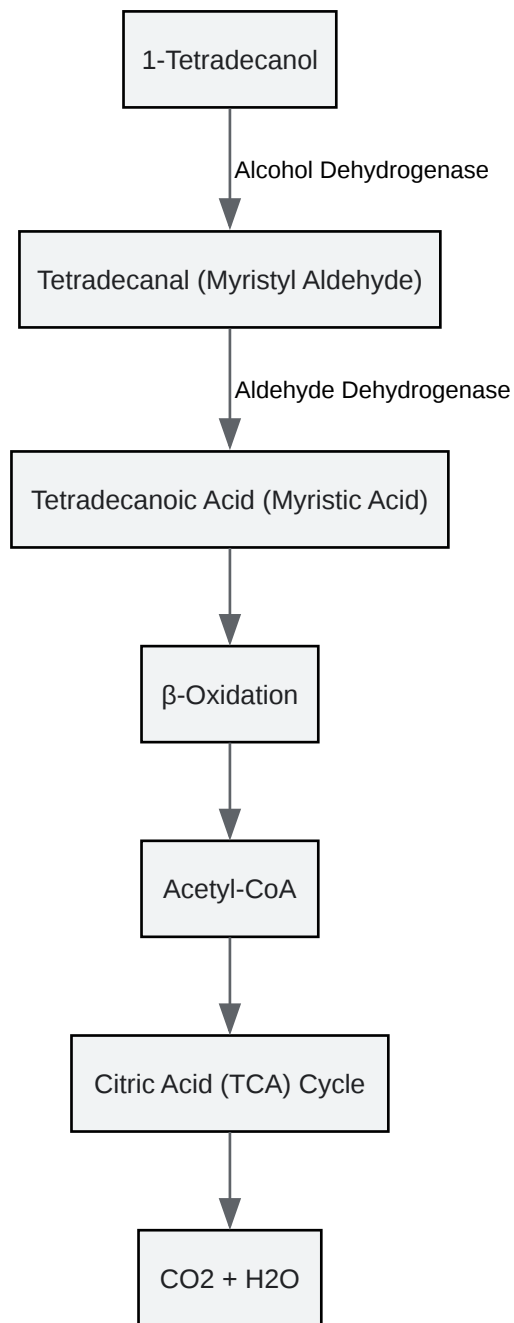 1-Tetradecanol
Alcohol Dehydrogenase
Tetradecanal (Myristyl Aldehyde)
Aldehyde Dehydrogenase
Tetradecanoic Acid (Myristic Acid)
β-Oxidation
Acetyl-CoA
Citric Acid (TCA) Cycle
CO2 + H2O